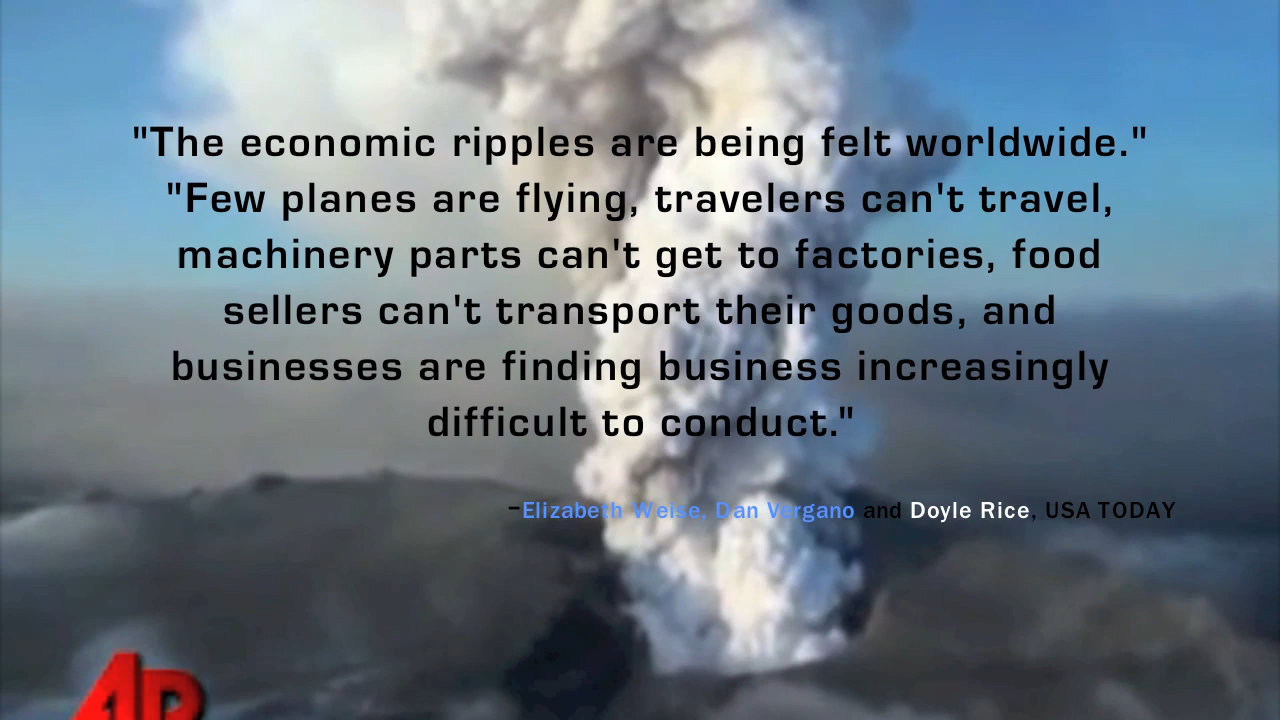 "The economic ripples are being felt worldwide."
"Few planes are flying, travelers can't travel,
machinery parts can't get to factories, food
sellers can't transport their goods, and
businesses are finding business increasingly
difficult to conduct."
–Elizabeth Weise, Dan Vergano and Doyle Rice, USA TODAY
AP